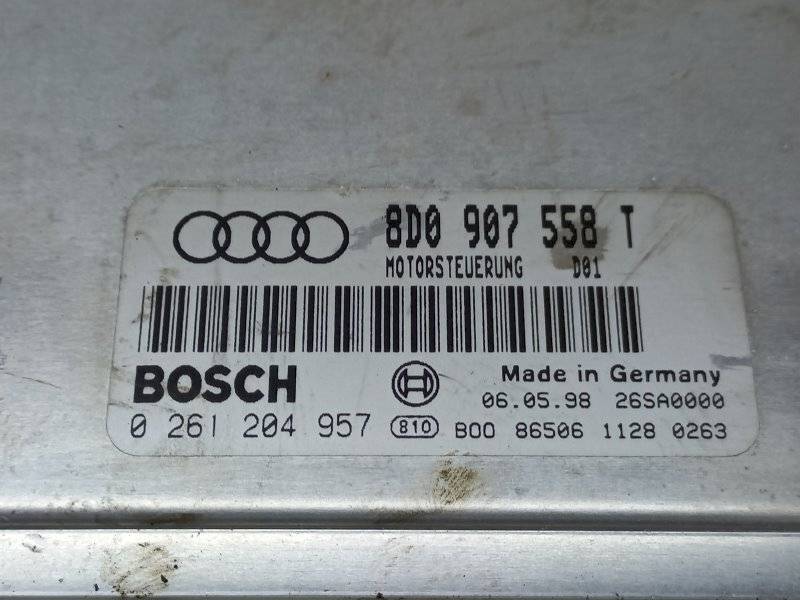 8D0 907 558 T
MOTORSTEUERUNG D01
BOSCH
Made in Germany
06.05.98 26SA0000
0 261 204 957 810 B00 86506 1128 0263